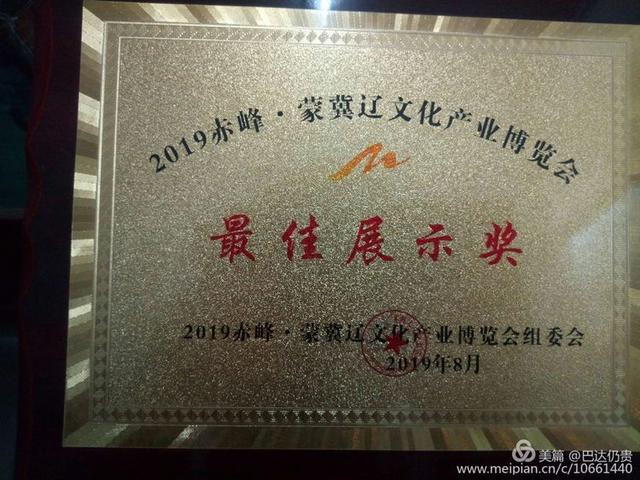 2019赤峰·蒙冀辽文化产业博览会
最佳展示奖
2019赤峰·蒙冀辽文化产业博览会组委会
2019年8月
美篇 @巴达仍贵
www.meipian.cn/c/10661440